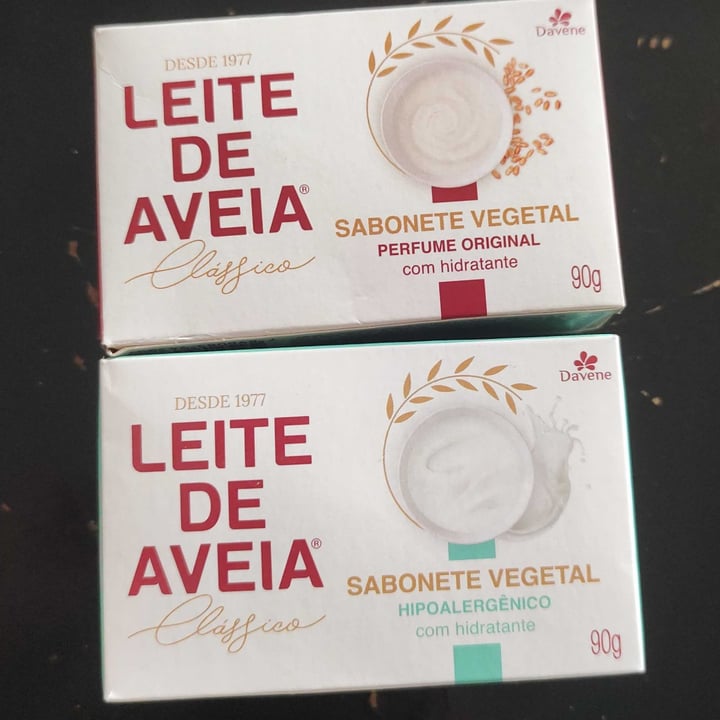 Davene
DESDE 1977
LEITE
DE
AVEIA®
Clássico
SABONETE VEGETAL
PERFUME ORIGINAL
com hidratante
90g
Davene
DESDE 1977
LEITE
DE
AVEIA®
Clássico
SABONETE VEGETAL
HIPOALERGÊNICO
com hidratante
90g